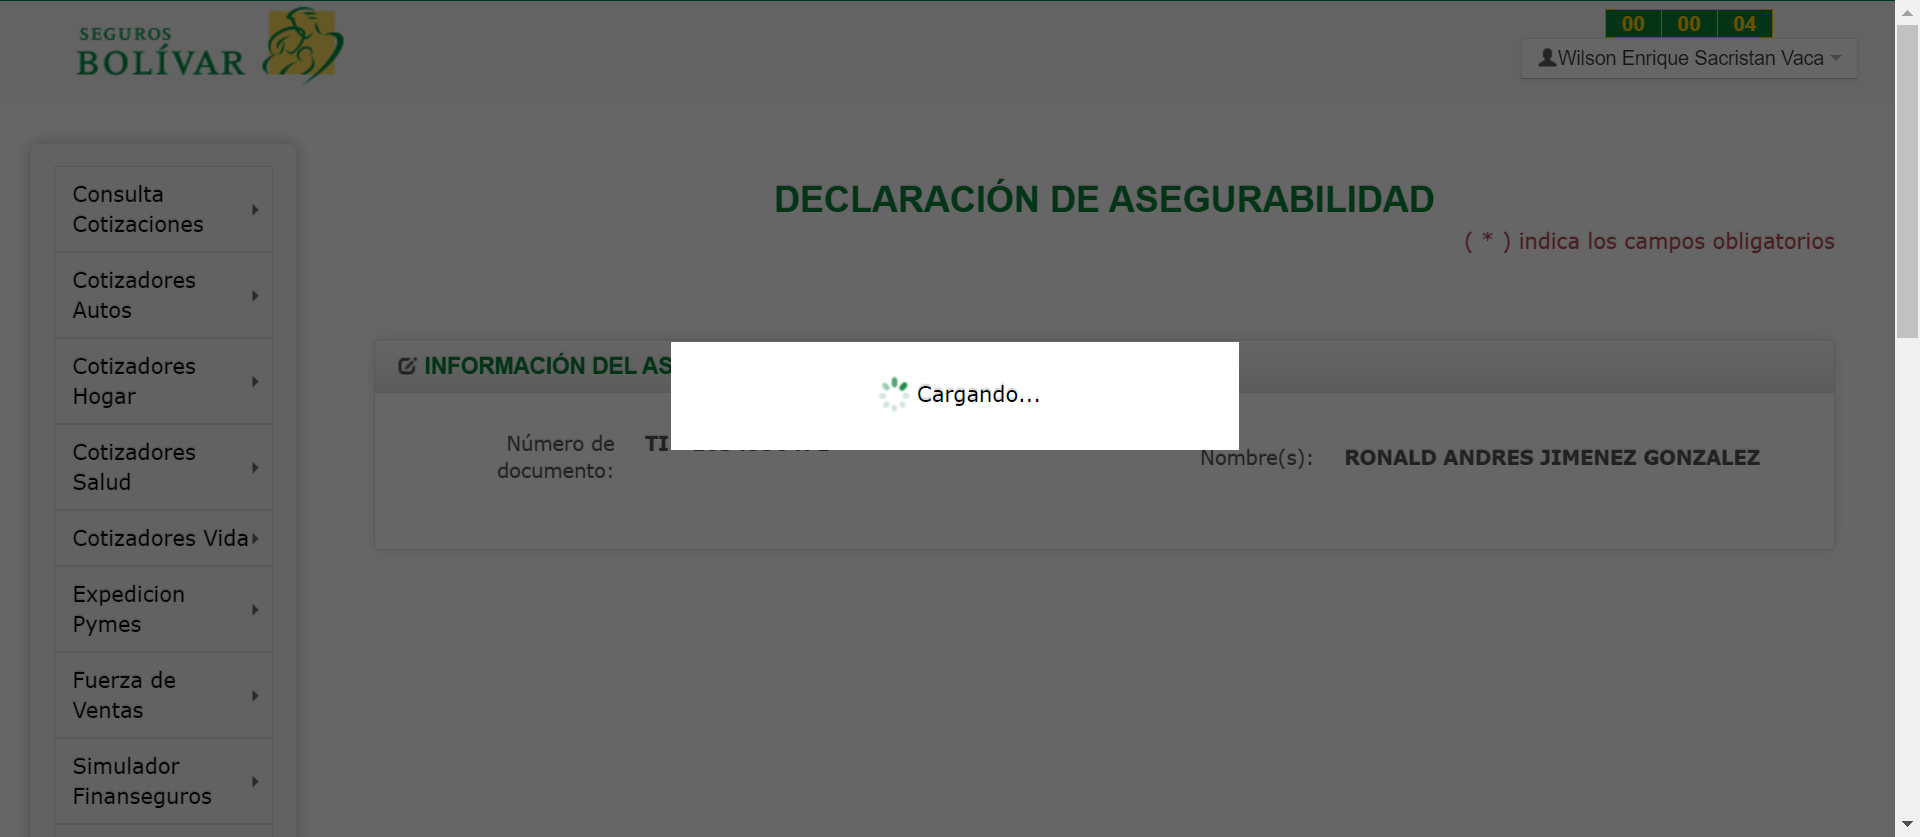 SEGUROS
BOLÍVAR
00 00 04
Wilson Enrique Sacristan Vaca
Consulta
Cotizaciones
Cotizadores
Autos
Cotizadores
Hogar
Cotizadores
Salud
Cotizadores Vida
Expedicion
Pymes
Fuerza de
Ventas
Simulador
Finanseguros
DECLARACIÓN DE ASEGURABILIDAD
( * ) indica los campos obligatorios
INFORMACIÓN DEL AS
Cargando...
Número de
documento:
TI
Nombre(s): RONALD ANDRES JIMENEZ GONZALEZ